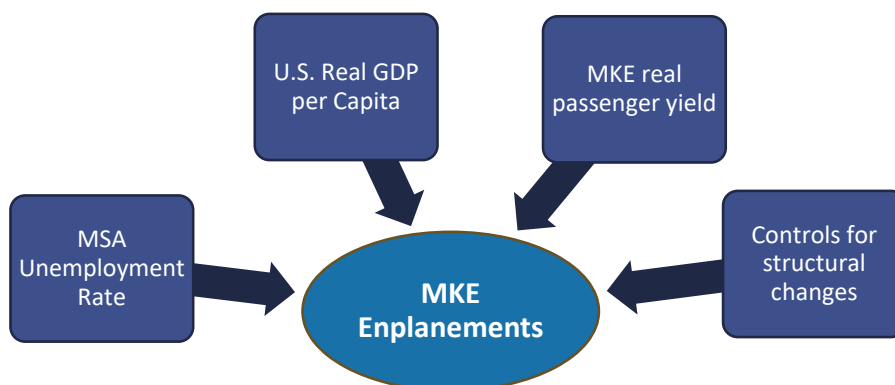 U.S. Real GDP
per Capita
MKE real
passenger yield
MSA
Unemployment
Rate
Controls for
structural
changes
MKE
Enplanements